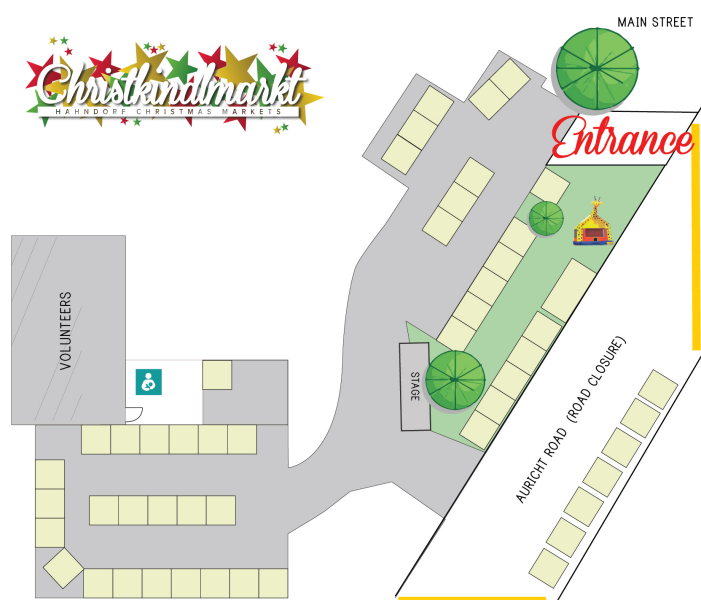 MAIN STREET
Christkindlmarkt
HAHNDORF CHRISTMAS MARKETS
Entrance
VOLUNTEERS
STAGE
AURICHT ROAD (ROAD CLOSURE)